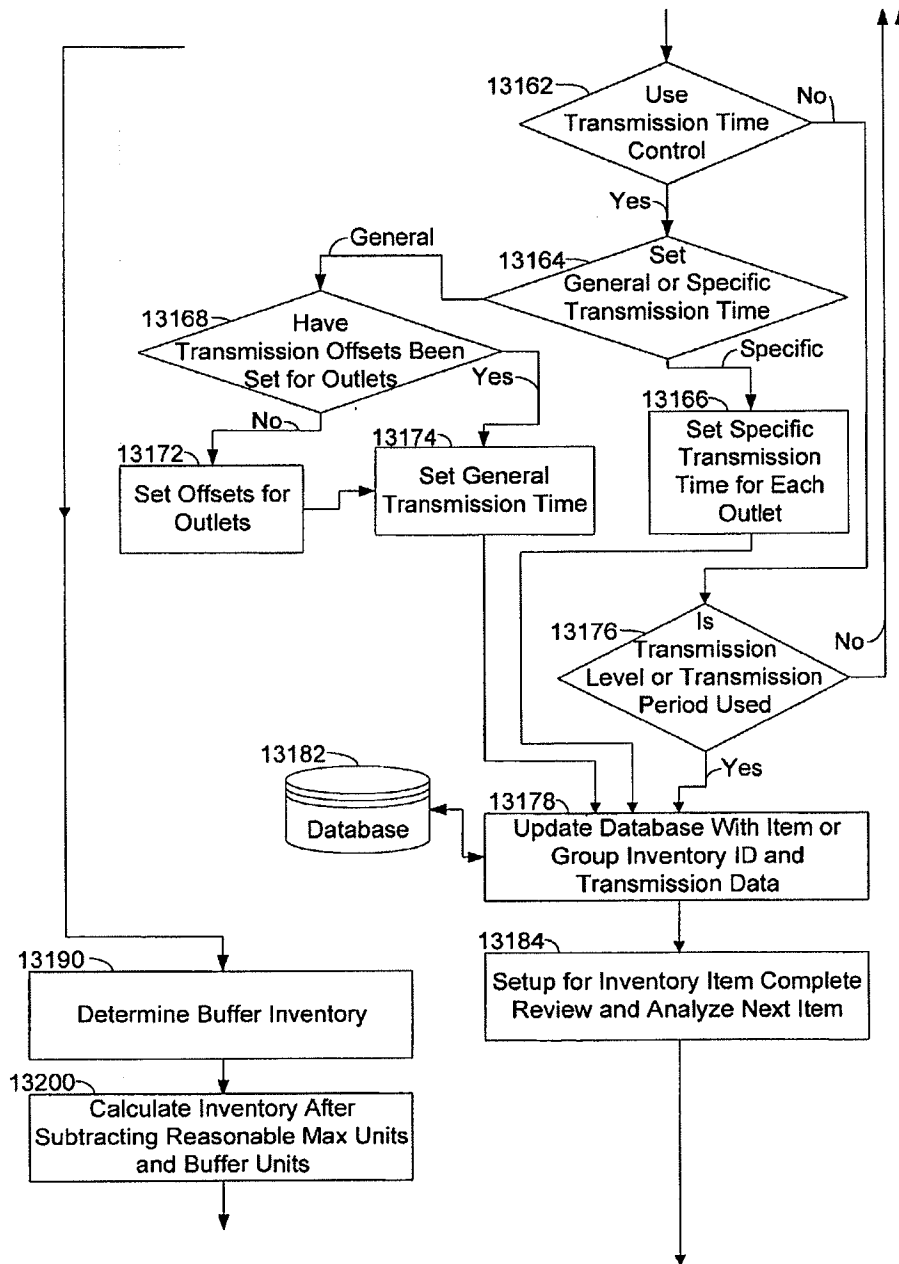 13162
Use
Transmission Time
Control
No
Yes
General
13164
Set
General or Specific
Transmission Time
13168
Have
Transmission Offsets Been
Set for Outlets
Yes
Specific
No
13166
Set Specific
Transmission
Time for Each
Outlet
13172
Set Offsets for
Outlets
13174
Set General
Transmission Time
13176
Is
Transmission
Level or Transmission
Period Used
No
Yes
13182
Database
13178
Update Database With Item or
Group Inventory ID and
Transmission Data
13184
Setup for Inventory Item Complete
Review and Analyze Next Item
13190
Determine Buffer Inventory
13200
Calculate Inventory After
Subtracting Reasonable Max Units
and Buffer Units